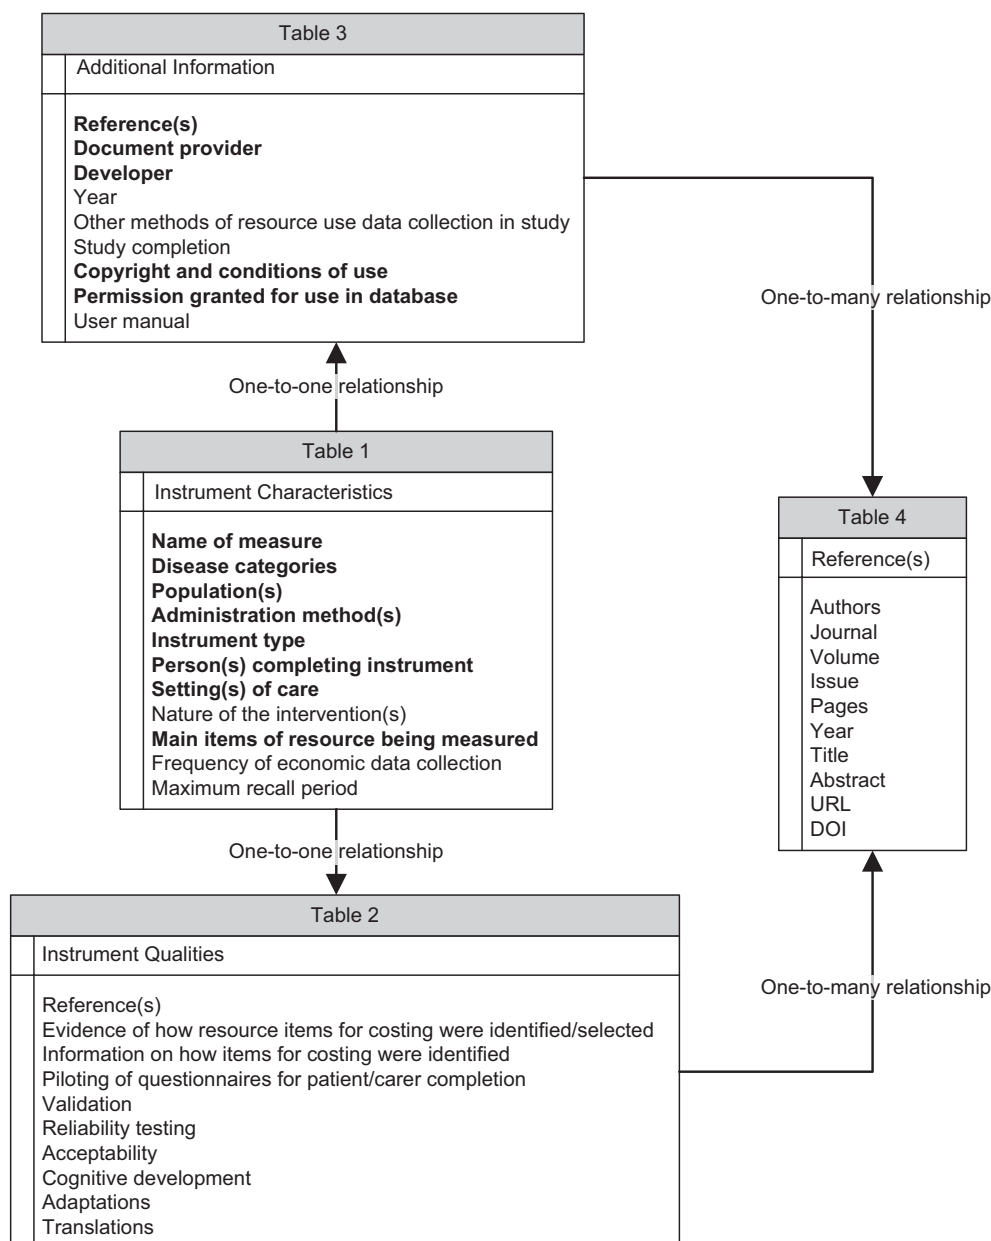 Table 3
Additional Information
Reference(s)
Document provider
Developer
Year
Other methods of resource use data collection in study
Study completion
Copyright and conditions of use
Permission granted for use in database
User manual
One-to-many relationship
One-to-one relationship
Table 1
Instrument Characteristics
Name of measure
Disease categories
Population(s)
Administration method(s)
Instrument type
Person(s) completing instrument
Setting(s) of care
Nature of the intervention(s)
Main items of resource being measured
Frequency of economic data collection
Maximum recall period
Table 4
Reference(s)
Authors
Journal
Volume
Issue
Pages
Year
Title
Abstract
URL
DOI
One-to-one relationship
Table 2
Instrument Qualities
Reference(s)
Evidence of how resource items for costing were identified/selected
Information on how items for costing were identified
Piloting of questionnaires for patient/carer completion
Validation
Reliability testing
Acceptability
Cognitive development
Adaptations
Translations
One-to-many relationship